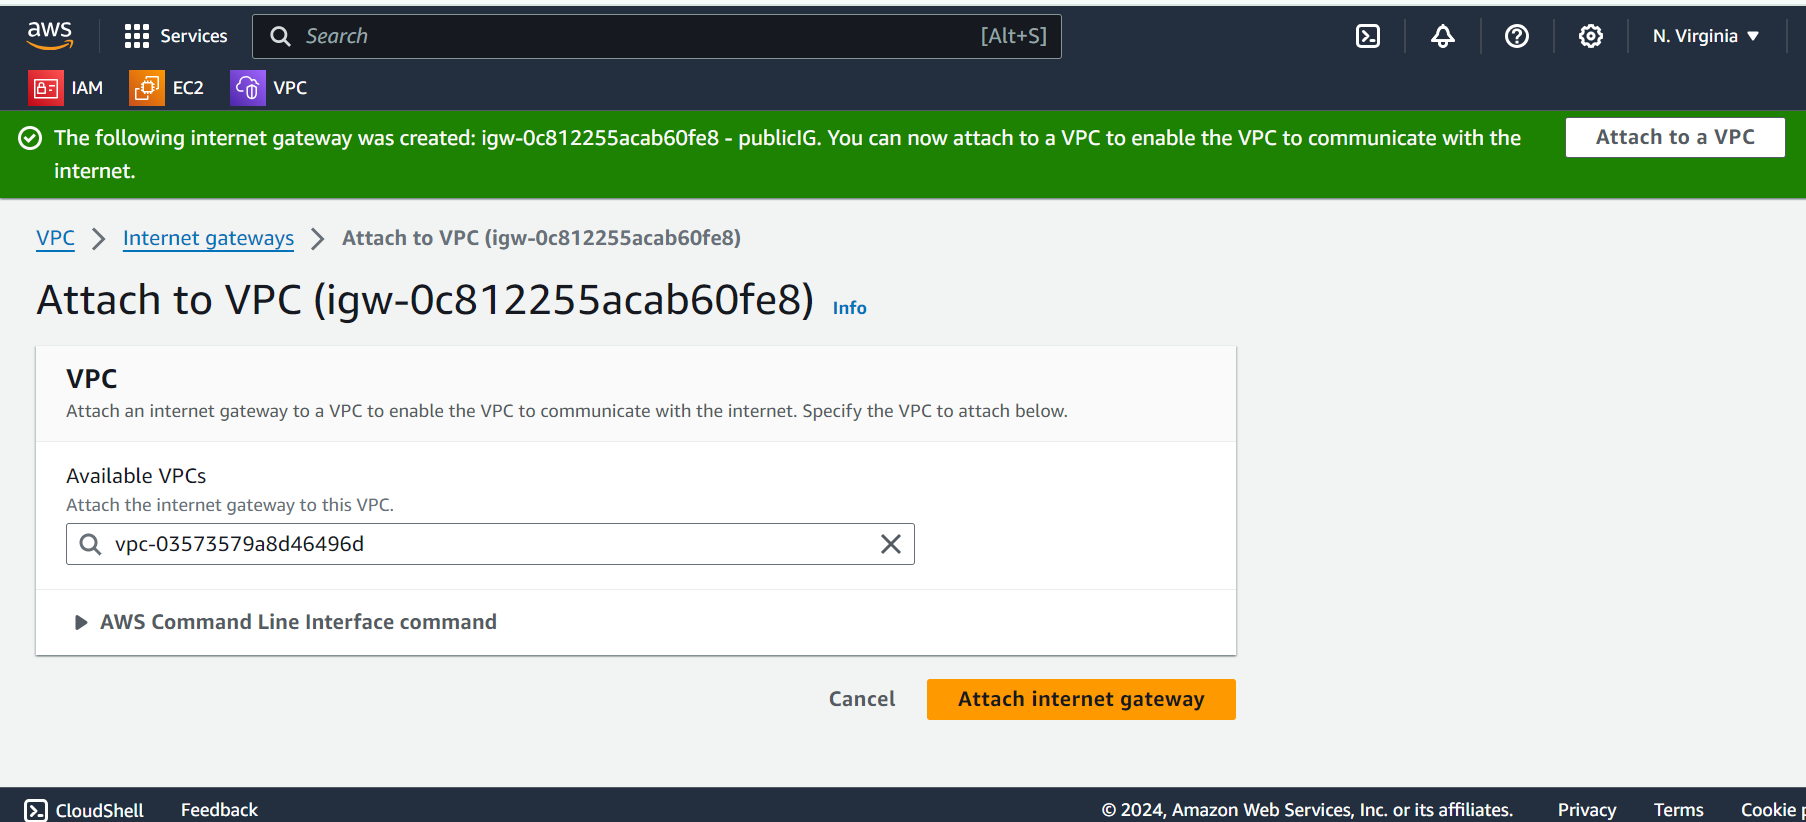 aws
Services
Search
[Alt+S]
N. Virginia
IAM
EC2
VPC
The following internet gateway was created: igw-0c812255acab60fe8 - publicIG. You can now attach to a VPC to enable the VPC to communicate with the
internet.
Attach to a VPC
VPC
Internet gateways
Attach to VPC (igw-0c812255acab60fe8)
Attach to VPC (igw-0c812255acab60fe8)
Info
VPC
Attach an internet gateway to a VPC to enable the VPC to communicate with the internet. Specify the VPC to attach below.
Available VPCs
Attach the internet gateway to this VPC.
vpc-03573579a8d46496d
AWS Command Line Interface command
Cancel
Attach internet gateway
CloudShell
Feedback
© 2024, Amazon Web Services, Inc. or its affiliates.
Privacy
Terms
Cookie p